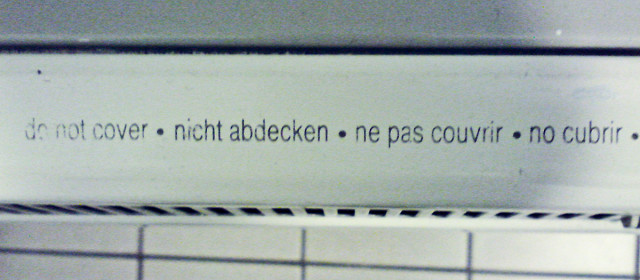 do not cover • nicht abdecken • ne pas couvrir • no cubrir •